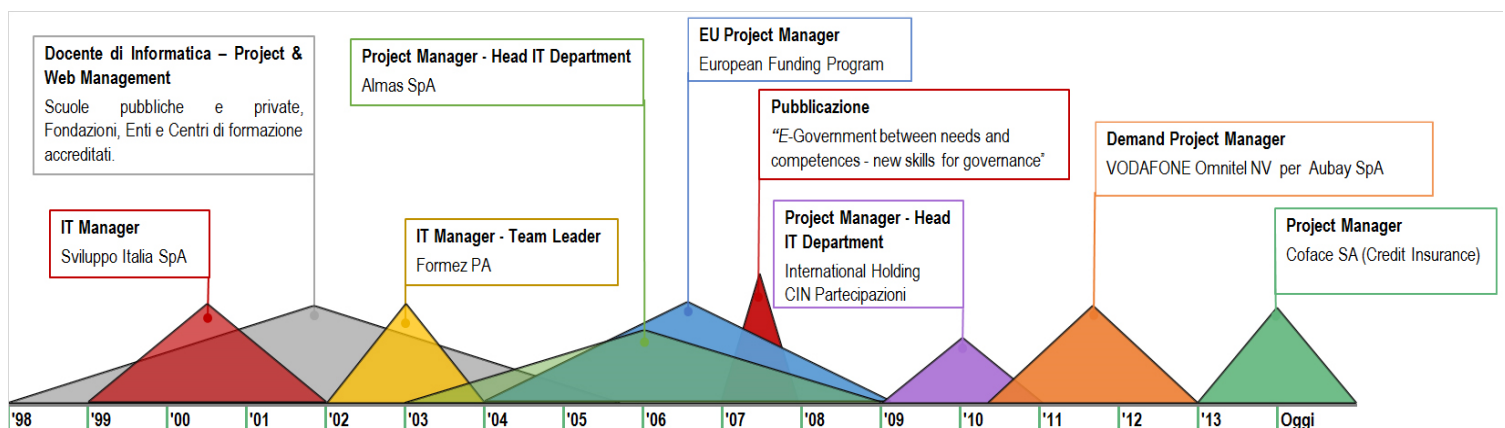 Docente di Informatica – Project &
Web Management
Scuole pubbliche e private,
Fondazioni, Enti e Centri di formazione
accreditati.
Project Manager - Head IT Department
Almas SpA
EU Project Manager
European Funding Program
Pubblicazione
“E-Government between needs and
competences - new skills for governance”
Demand Project Manager
VODAFONE Omnitel NV per Aubay SpA
IT Manager
Sviluppo Italia SpA
IT Manager - Team Leader
Formez PA
Project Manager - Head
IT Department
International Holding
CIN Partecipazioni
Project Manager
Coface SA (Credit Insurance)
'98 '99 '00 '01 '02 '03 '04 '05 '06 '07 '08 '09 '10 '11 '12 '13 Oggi